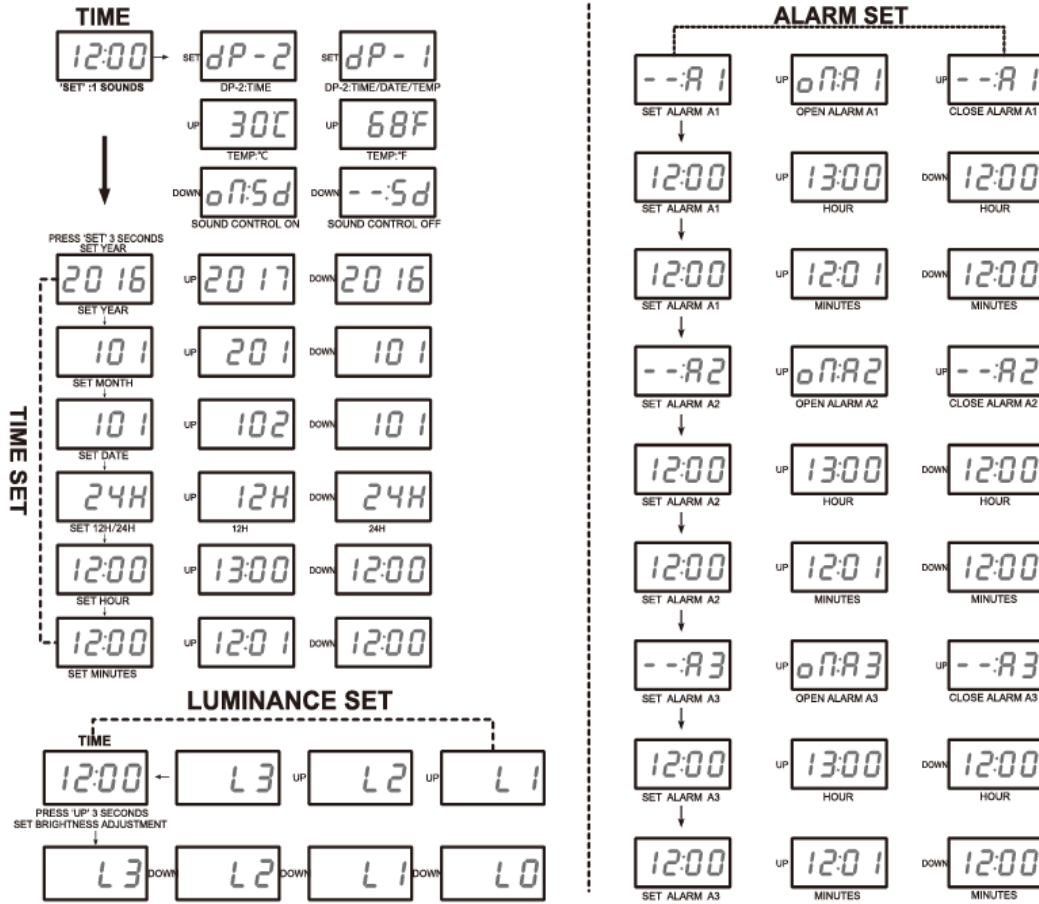 TIME
12:00 SET dP-2 SET dP-1
'SET' :1 SOUNDS DP-2:TIME DP-2:TIME/DATE/TEMP
UP 30℃ UP 68°F
TEMP:℃ TEMP:°F
DOWN on:Sd DOWN --:Sd
SOUND CONTROL ON SOUND CONTROL OFF
PRESS 'SET' 3 SECONDS
SET YEAR
TIME SET
2016 UP 2017 DOWN 2016
SET YEAR
101 UP 201 DOWN 101
SET MONTH
101 UP 102 DOWN 101
SET DATE
24H UP 12H DOWN 24H
SET 12H/24H 12H 24H
12:00 UP 13:00 DOWN 12:00
SET HOUR
12:00 UP 12:01 DOWN 12:00
SET MINUTES
LUMINANCE SET
TIME
12:00 L3 UP L2 UP L1
PRESS 'UP' 3 SECONDS
SET BRIGHTNESS ADJUSTMENT
L3 DOWN L2 DOWN L1 DOWN L0
ALARM SET
--:A1 UP on:A1 UP --:A1
SET ALARM A1 OPEN ALARM A1 CLOSE ALARM A1
12:00 UP 13:00 DOWN 12:00
SET ALARM A1 HOUR HOUR
12:00 UP 12:01 DOWN 12:00
SET ALARM A1 MINUTES MINUTES
--:A2 UP on:A2 UP --:A2
SET ALARM A2 OPEN ALARM A2 CLOSE ALARM A2
12:00 UP 13:00 DOWN 12:00
SET ALARM A2 HOUR HOUR
12:00 UP 12:01 DOWN 12:00
SET ALARM A2 MINUTES MINUTES
--:A3 UP on:A3 UP --:A3
SET ALARM A3 OPEN ALARM A3 CLOSE ALARM A3
12:00 UP 13:00 DOWN 12:00
SET ALARM A3 HOUR HOUR
12:00 UP 12:01 DOWN 12:00
SET ALARM A3 MINUTES MINUTES